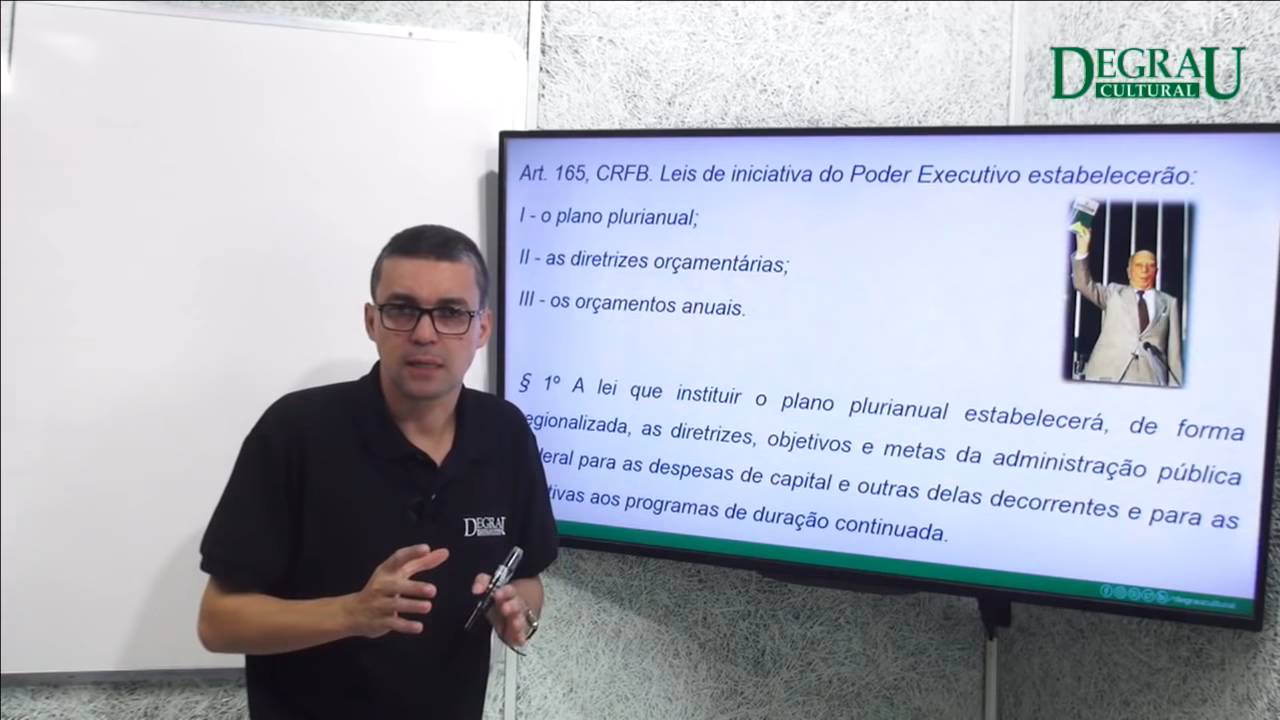 DEGRAU
CULTURAL
Art. 165, CRFB. Leis de iniciativa do Poder Executivo estabelecerão:
I - o plano plurianual;
II - as diretrizes orçamentárias;
III - os orçamentos anuais.
§ 1º A lei que instituir o plano plurianual estabelecerá, de forma
egionalizada, as diretrizes, objetivos e metas da administração pública
deral para as despesas de capital e outras delas decorrentes e para as
tivas aos programas de duração continuada.
DEGRAU